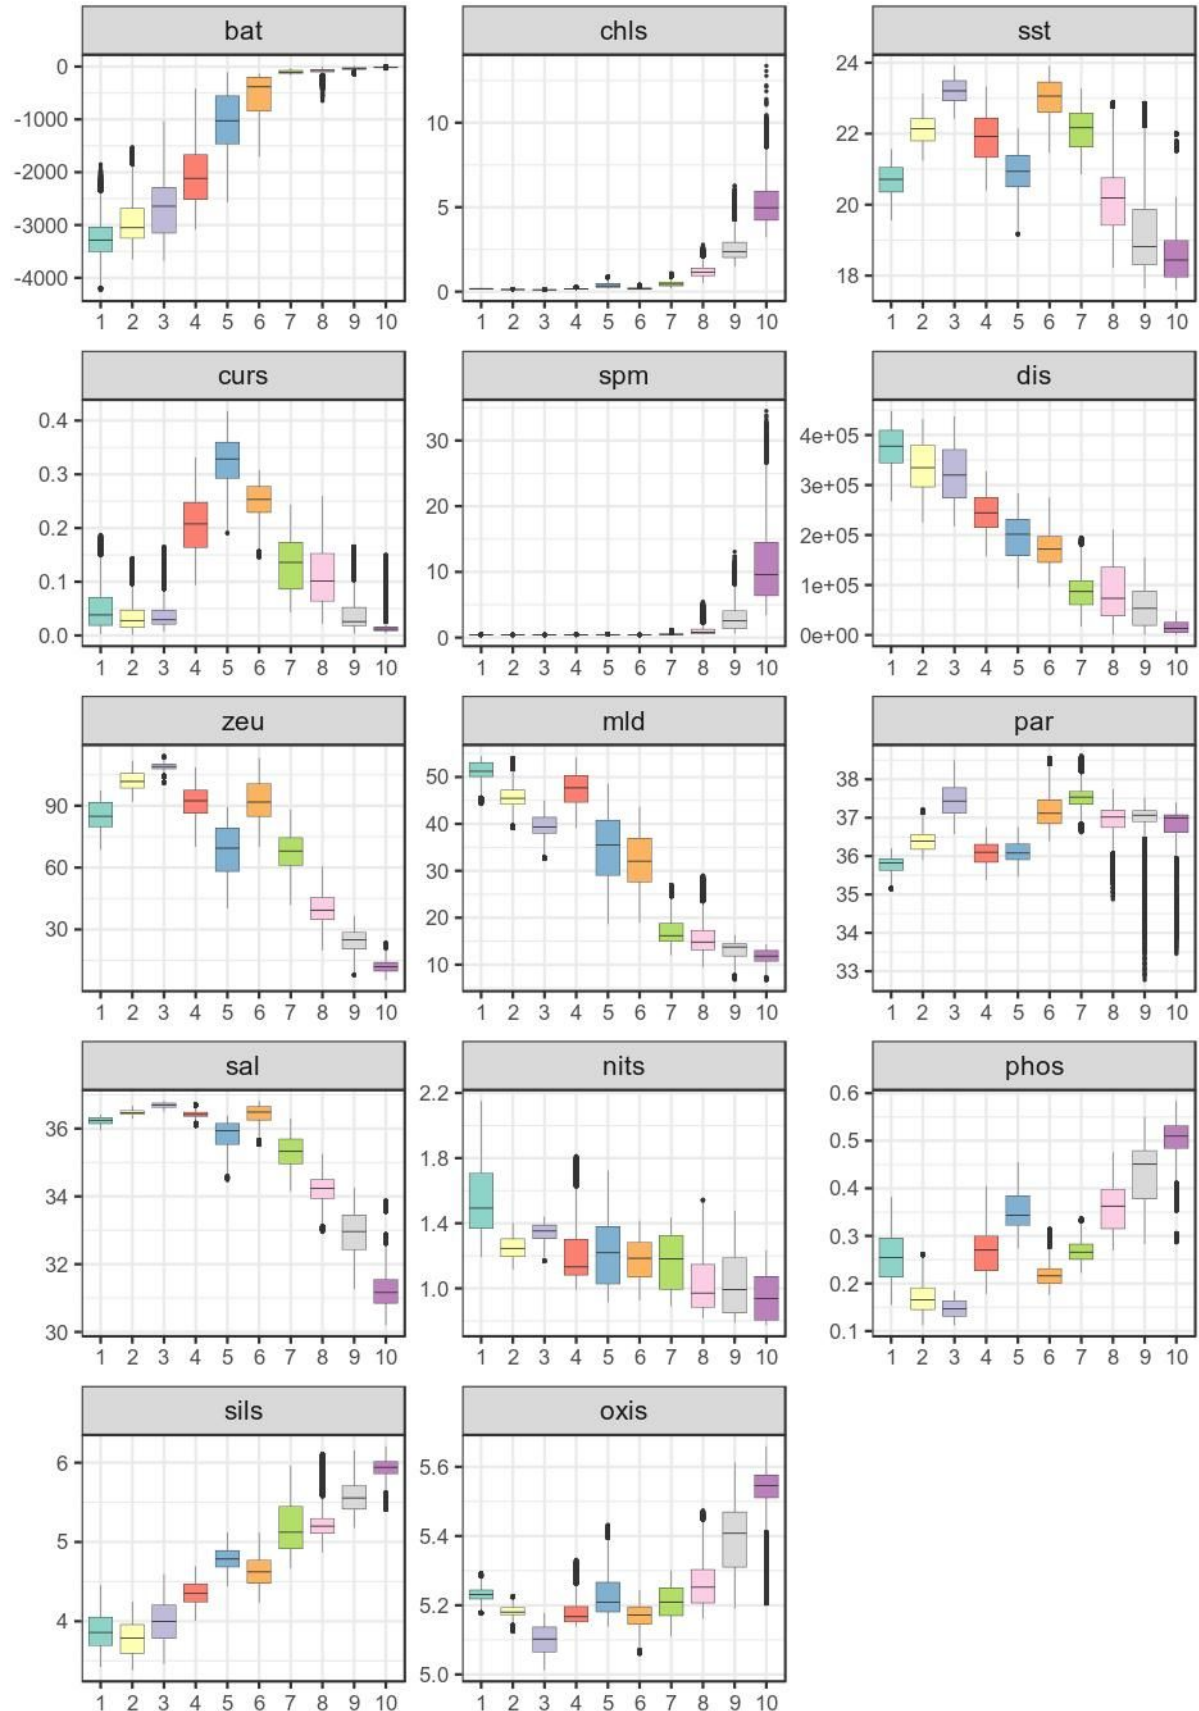 bat chls sst
0
-1000
-2000
-3000
-4000
1 2 3 4 5 6 7 8 9 10
10
5
0
1 2 3 4 5 6 7 8 9 10
24
22
20
18
1 2 3 4 5 6 7 8 9 10
curs spm dis
0.4
0.3
0.2
0.1
0.0
1 2 3 4 5 6 7 8 9 10
30
20
10
0
1 2 3 4 5 6 7 8 9 10
4e+05
3e+05
2e+05
1e+05
0e+00
1 2 3 4 5 6 7 8 9 10
zeu mld par
90
60
30
1 2 3 4 5 6 7 8 9 10
50
40
30
20
10
1 2 3 4 5 6 7 8 9 10
38
37
36
35
34
33
1 2 3 4 5 6 7 8 9 10
sal nits phos
36
34
32
30
1 2 3 4 5 6 7 8 9 10
2.2
1.8
1.4
1.0
1 2 3 4 5 6 7 8 9 10
0.6
0.5
0.4
0.3
0.2
0.1
1 2 3 4 5 6 7 8 9 10
sils oxis
6
5
4
1 2 3 4 5 6 7 8 9 10
5.6
5.4
5.2
5.0
1 2 3 4 5 6 7 8 9 10